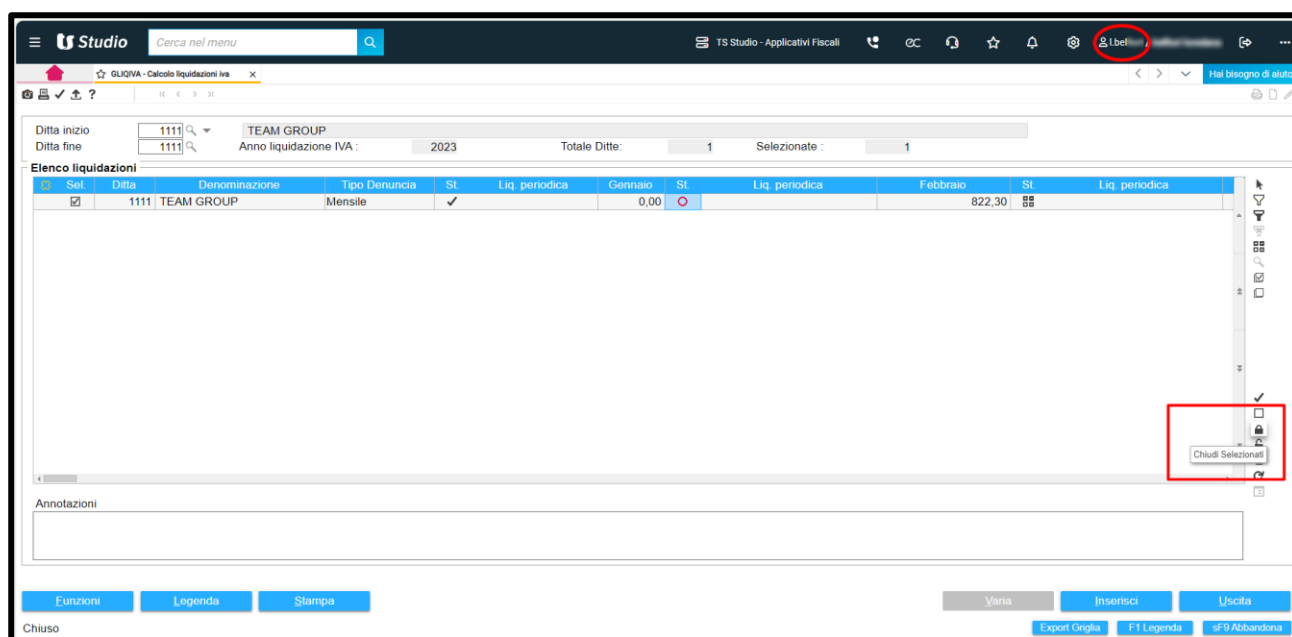 TS Studio Cerca nel menu TS Studio - Applicativi Fiscali l.bel
GLIQIVA - Calcolo liquidazioni iva Hai bisogno di aiuto
Ditta inizio 1111 TEAM GROUP
Ditta fine 1111 Anno liquidazione IVA : 2023 Totale Ditte: 1 Selezionate : 1
Elenco liquidazioni
Sel. Ditta Denominazione Tipo Denuncia St. Liq. periodica Gennaio St. Liq. periodica Febbraio St. Liq. periodica
1111 TEAM GROUP Mensile 0,00 822,30
Chiudi Selezionati
Annotazioni
Funzioni Legenda Stampa Varia Inserisci Uscita
Chiuso Export Griglia F1 Legenda sF9 Abbandona